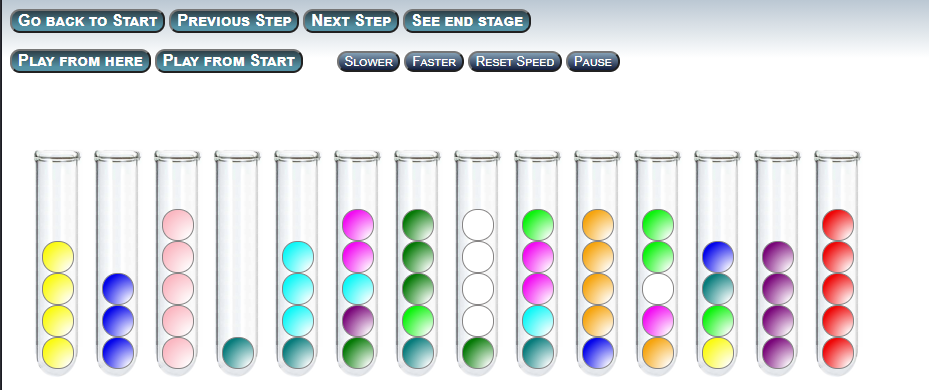 Go back to Start Previous Step Next Step See end stage
Play from here Play from Start Slower Faster Reset Speed Pause